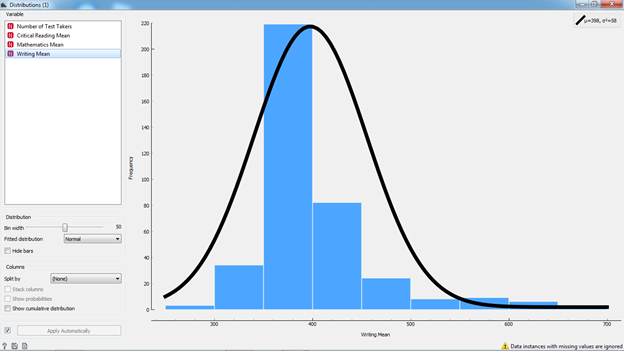 Distributions (1)
Variable
N Number of Test Takers
N Critical Reading Mean
N Mathematics Mean
N Writing Mean
Distribution
Bin width 50
Fitted distribution Normal
Hide bars
Columns
Split by (None)
Stack columns
Show probabilities
Show cumulative distribution
Apply Automatically
μ=398, σ²=58
220
200
180
160
140
120
100
80
60
40
20
0
Frequency
300 400 500 600 700
Writing Mean
? Data instances with missing values are ignored